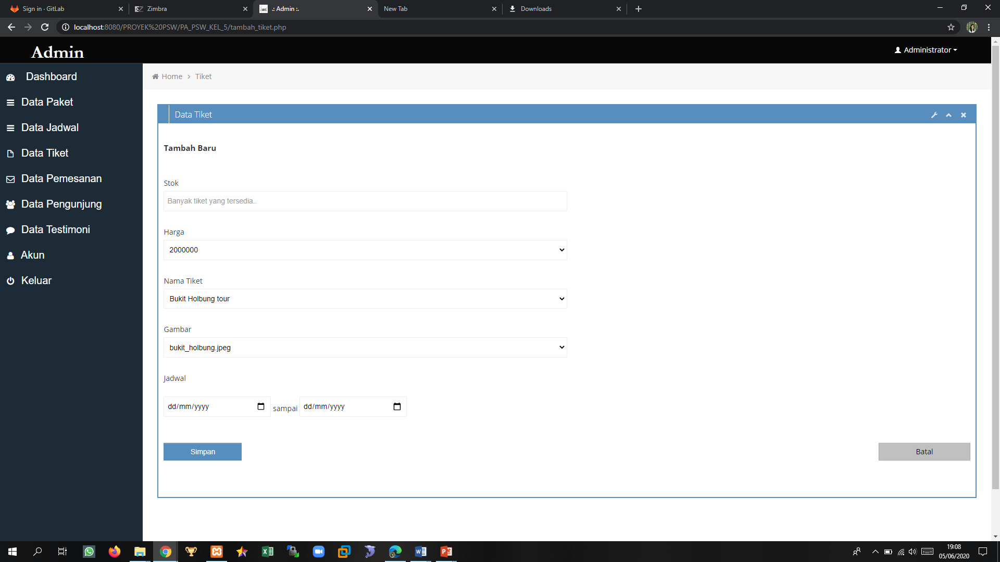 Sign in · GitLab
Zimbra
.: Admin :.
New Tab
Downloads
localhost:8080/PROYEK%20PSW/PA_PSW_KEL_5/tambah_tiket.php
Admin
Administrator
Dashboard
Data Paket
Data Jadwal
Data Tiket
Data Pemesanan
Data Pengunjung
Data Testimoni
Akun
Keluar
Home > Tiket
Data Tiket
Tambah Baru
Stok
Banyak tiket yang tersedia..
Harga
2000000
Nama Tiket
Bukit Holbung tour
Gambar
bukit_holbung.jpeg
Jadwal
dd/mm/yyyy sampai dd/mm/yyyy
Simpan
Batal
19:08
05/06/2020